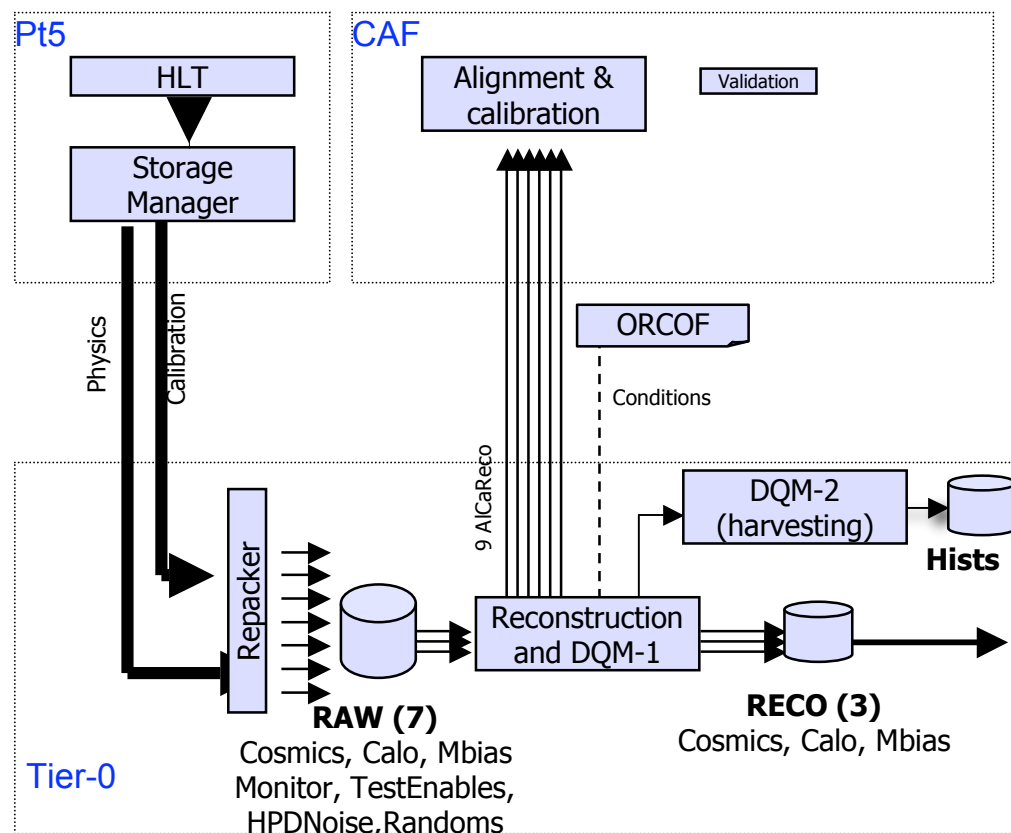 Pt5
CAF
HLT
Alignment &
calibration
Validation
Storage
Manager
Physics
Calibration
ORCOF
Conditions
9 AlCaReco
DQM-2
(harvesting)
Hists
Repacker
Reconstruction
and DQM-1
RAW (7)
Cosmics, Calo, Mbias
Monitor, TestEnables,
HPDNoise,Randoms
RECO (3)
Cosmics, Calo, Mbias
Tier-0